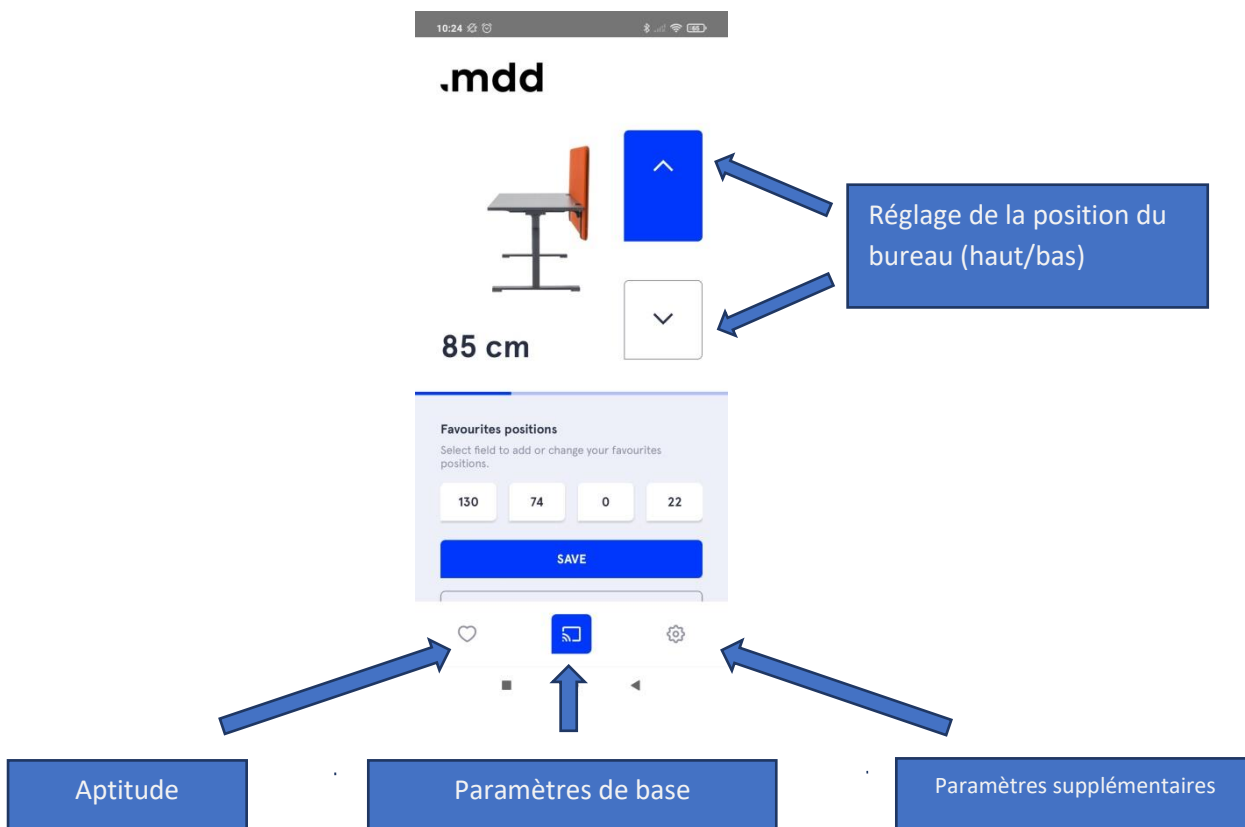 10:24
65
.mdd
Réglage de la position du
bureau (haut/bas)
85 cm
Favourites positions
Select field to add or change your favourites
positions.
130 74 0 22
SAVE
Aptitude
Paramètres de base
Paramètres supplémentaires